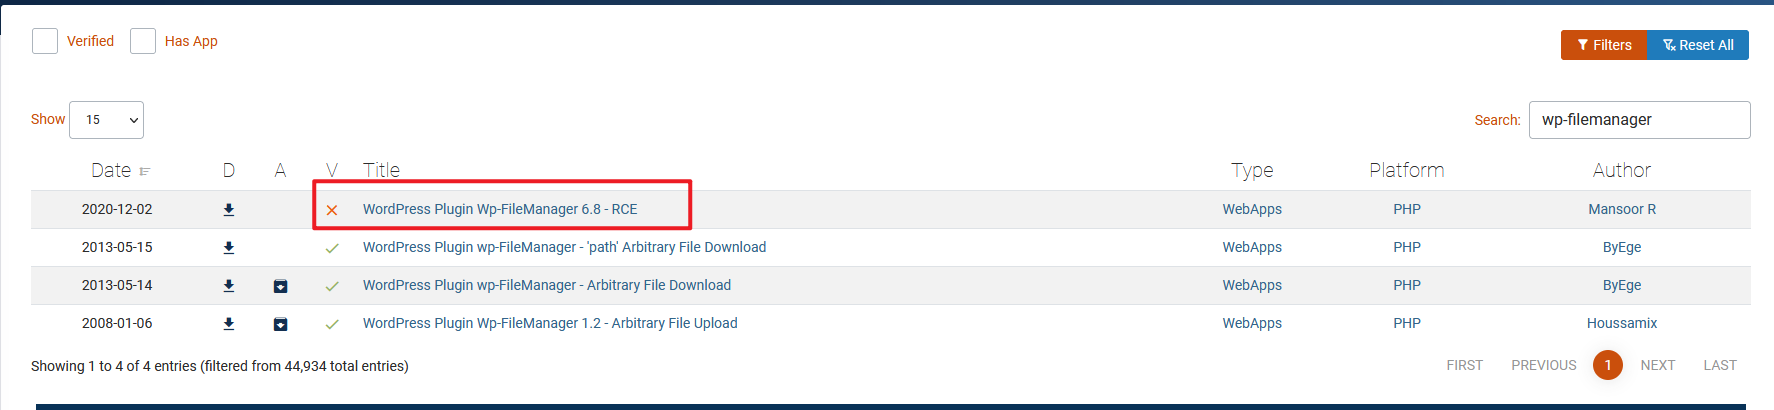 Verified Has App
Filters Reset All
Show 15 Search: wp-filemanager
Date D A V Title Type Platform Author
2020-12-02 WordPress Plugin Wp-FileManager 6.8 - RCE WebApps PHP Mansoor R
2013-05-15 WordPress Plugin wp-FileManager - 'path' Arbitrary File Download WebApps PHP ByEge
2013-05-14 WordPress Plugin wp-FileManager - Arbitrary File Download WebApps PHP ByEge
2008-01-06 WordPress Plugin Wp-FileManager 1.2 - Arbitrary File Upload WebApps PHP Houssamix
Showing 1 to 4 of 4 entries (filtered from 44,934 total entries) FIRST PREVIOUS 1 NEXT LAST